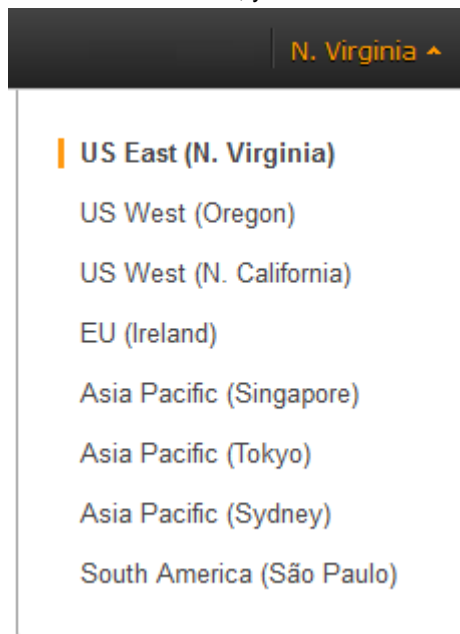 N. Virginia
US East (N. Virginia)
US West (Oregon)
US West (N. California)
EU (Ireland)
Asia Pacific (Singapore)
Asia Pacific (Tokyo)
Asia Pacific (Sydney)
South America (São Paulo)